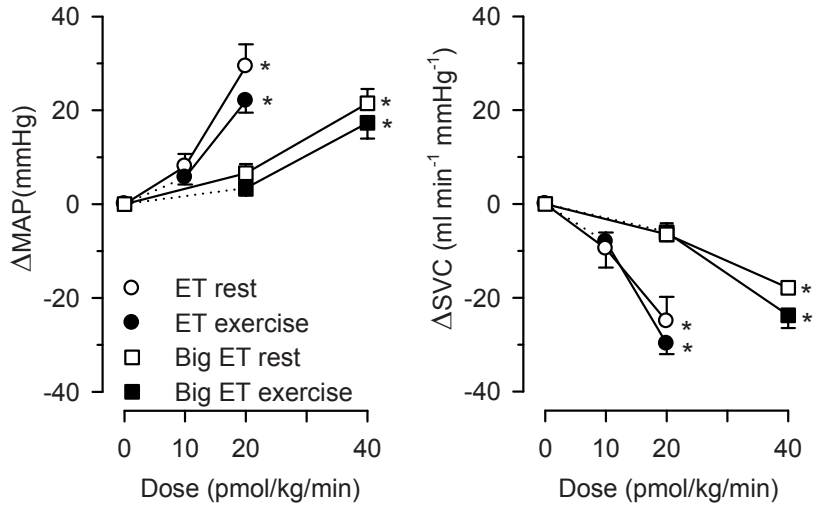 40
20
0
-20
-40
ΔMAP(mmHg)
*
*
*
*
ET rest
ET exercise
Big ET rest
Big ET exercise
0 10 20 40
Dose (pmol/kg/min)
40
20
0
-20
-40
ΔSVC (ml min⁻¹ mmHg⁻¹)
*
*
*
*
0 10 20 40
Dose (pmol/kg/min)